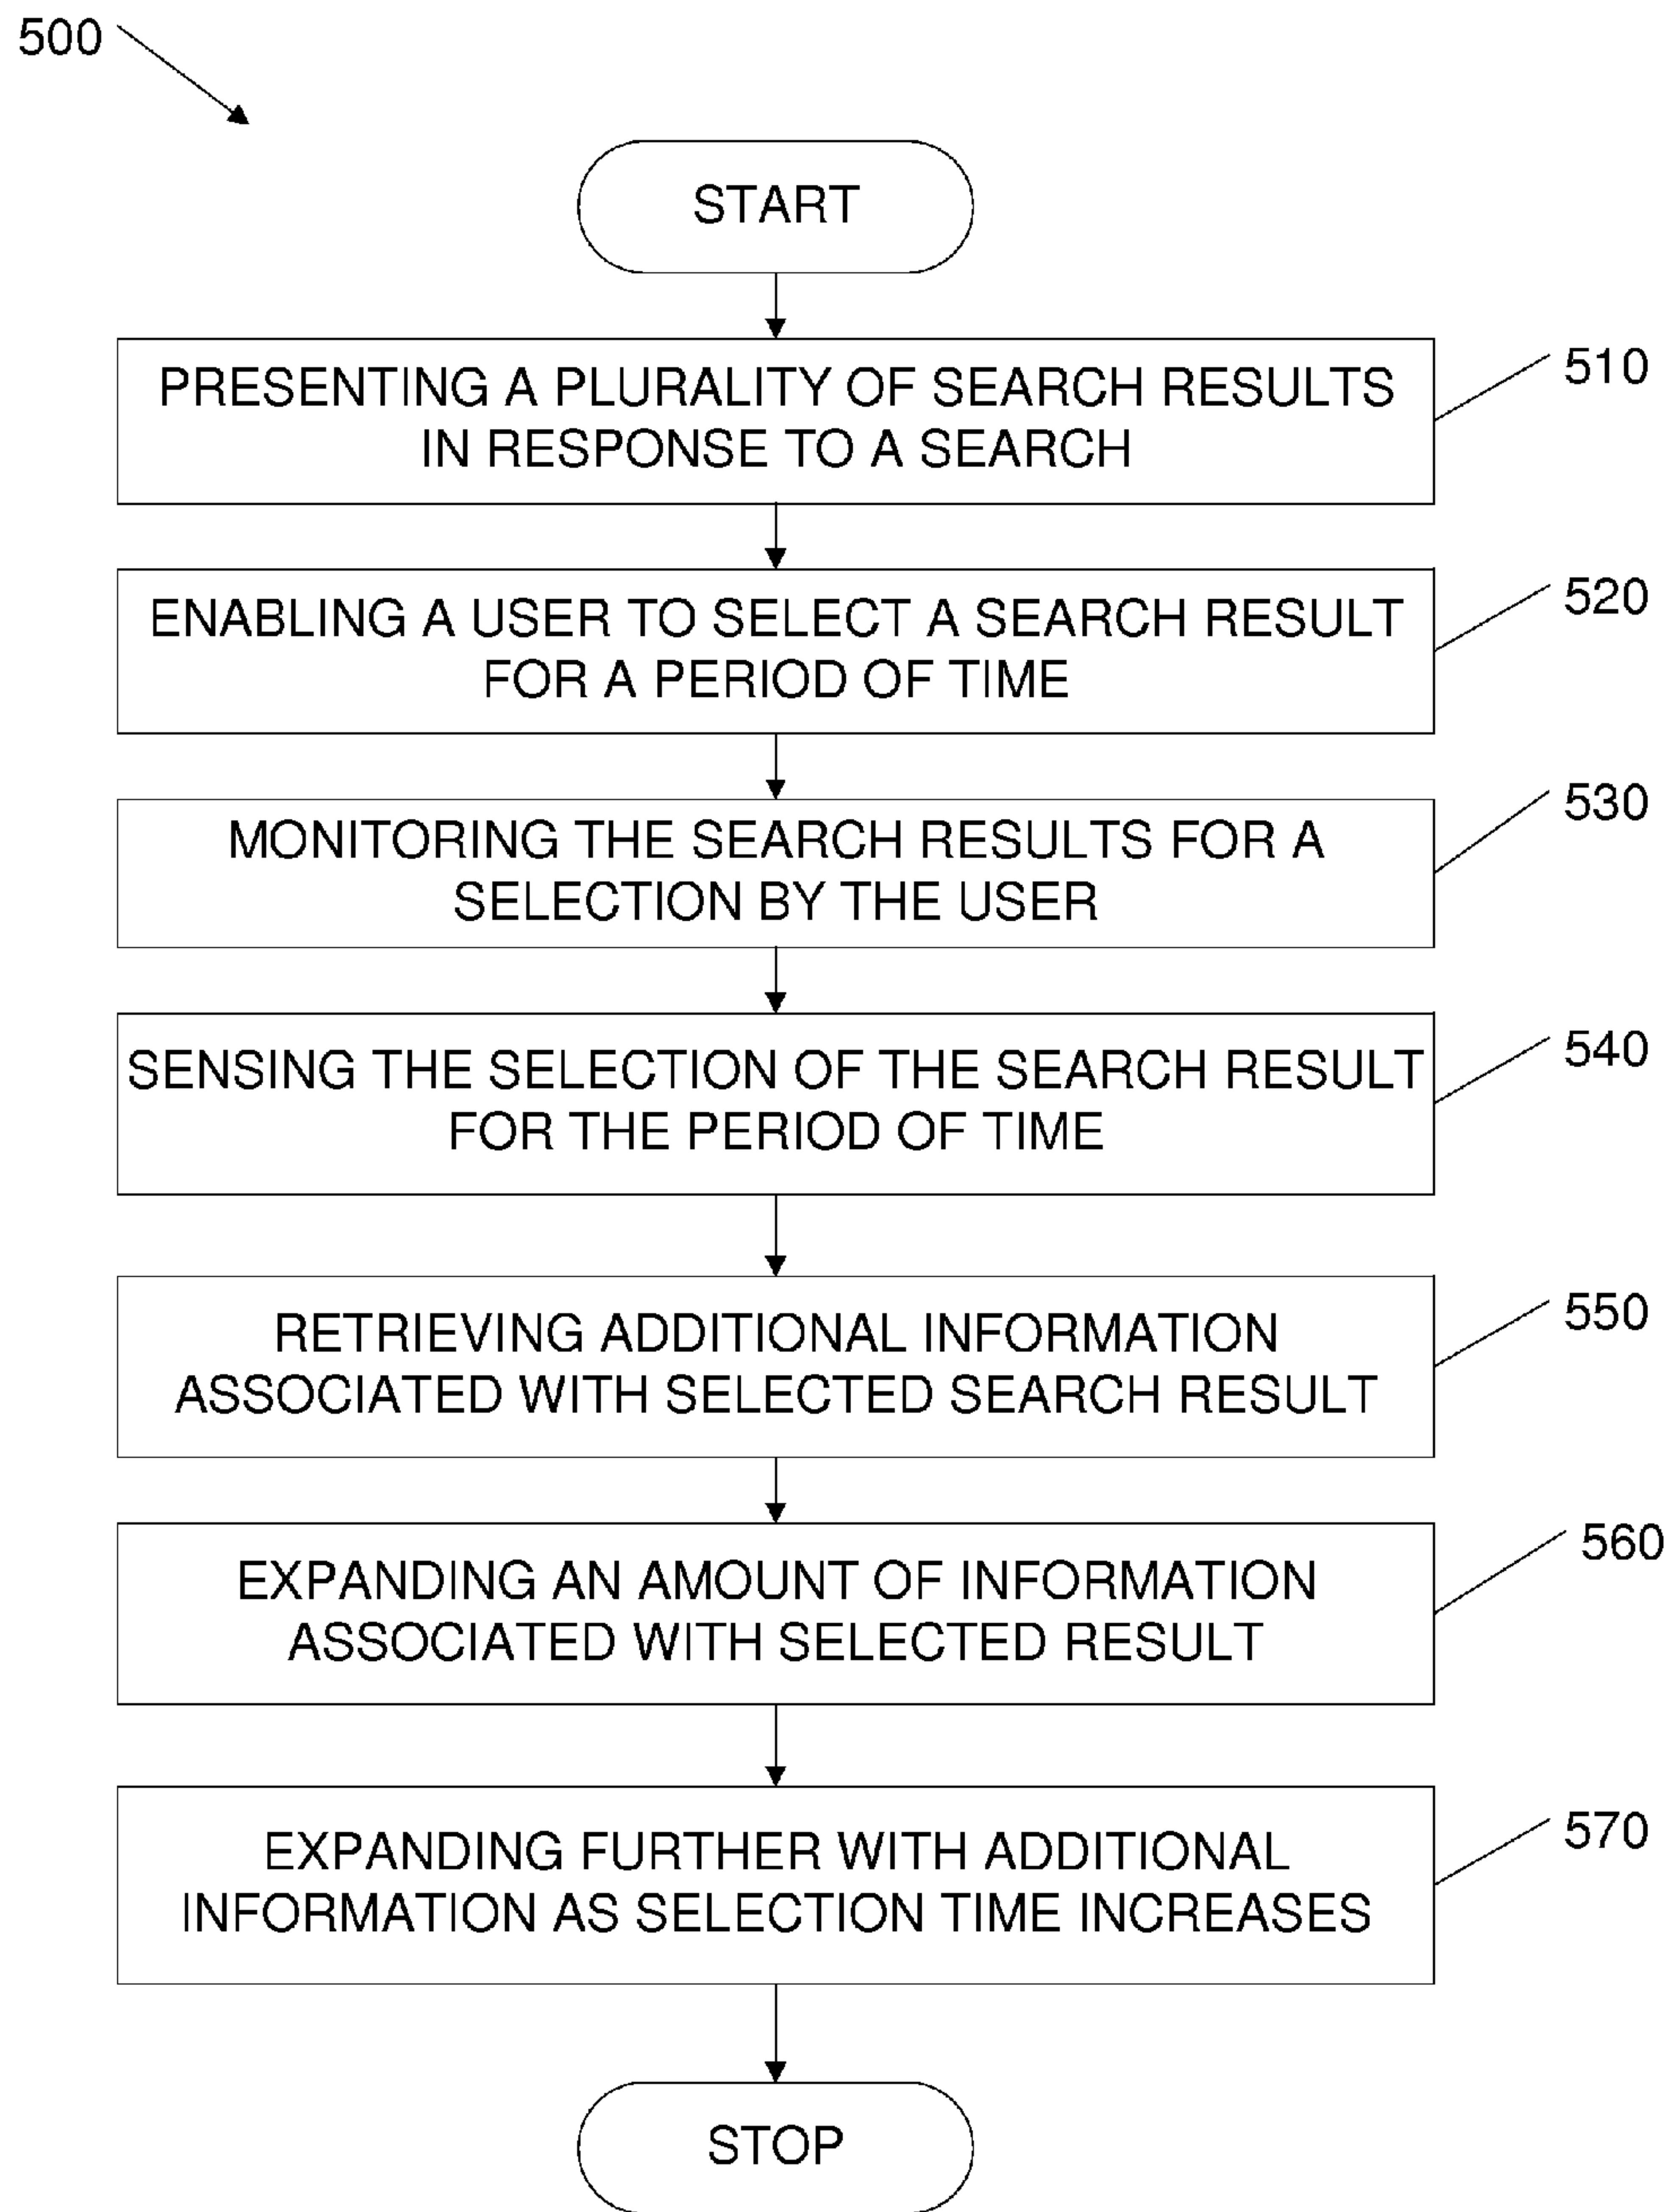 500
START
PRESENTING A PLURALITY OF SEARCH RESULTS
IN RESPONSE TO A SEARCH
510
ENABLING A USER TO SELECT A SEARCH RESULT
FOR A PERIOD OF TIME
520
MONITORING THE SEARCH RESULTS FOR A
SELECTION BY THE USER
530
SENSING THE SELECTION OF THE SEARCH RESULT
FOR THE PERIOD OF TIME
540
RETRIEVING ADDITIONAL INFORMATION
ASSOCIATED WITH SELECTED SEARCH RESULT
550
EXPANDING AN AMOUNT OF INFORMATION
ASSOCIATED WITH SELECTED RESULT
560
EXPANDING FURTHER WITH ADDITIONAL
INFORMATION AS SELECTION TIME INCREASES
570
STOP